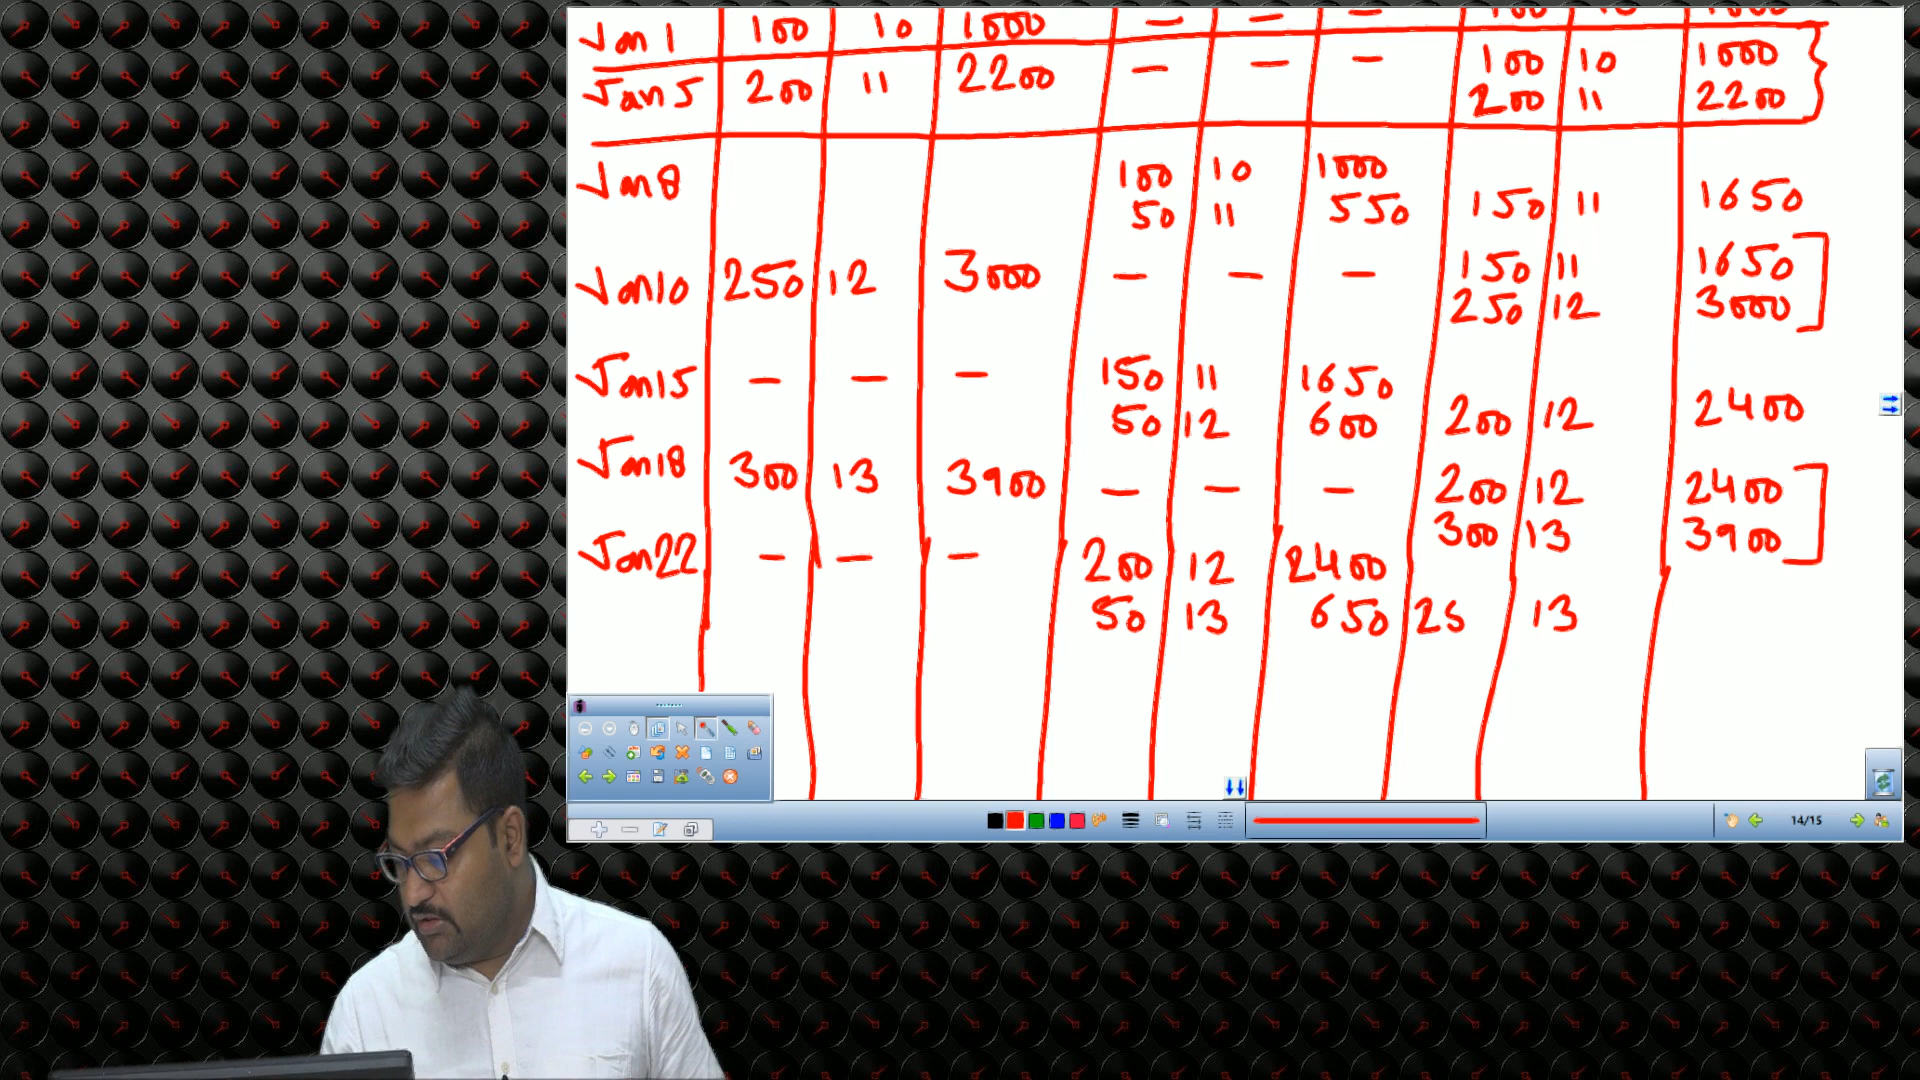 Jan 1 100 10 1000 — — — 100 10 1000
Jan 5 200 11 2200 — — — 100 10 1000
200 11 2200
Jan 8 100 10 1000
50 11 550 150 11 1650
Jan 10 250 12 3000 — — — 150 11 1650
250 12 3000
Jan 15 — — — 150 11 1650
50 12 600 200 12 2400
Jan 18 300 13 3900 — — — 200 12 2400
300 13 3900
Jan 22 — — — 200 12 2400
50 13 650 25 13
14/15